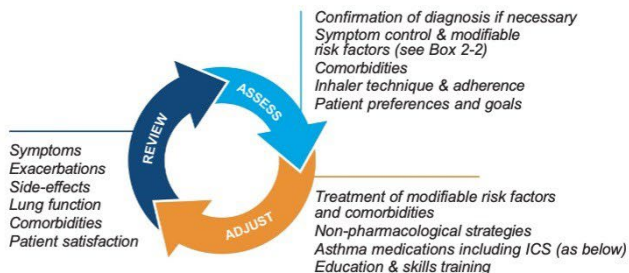 Confirmation of diagnosis if necessary
Symptom control & modifiable
risk factors (see Box 2-2)
Comorbidities
Inhaler technique & adherence
Patient preferences and goals
ASSESS
REVIEW
Symptoms
Exacerbations
Side-effects
Lung function
Comorbidities
Patient satisfaction
ADJUST
Treatment of modifiable risk factors
and comorbidities
Non-pharmacological strategies
Asthma medications including ICS (as below)
Education & skills training